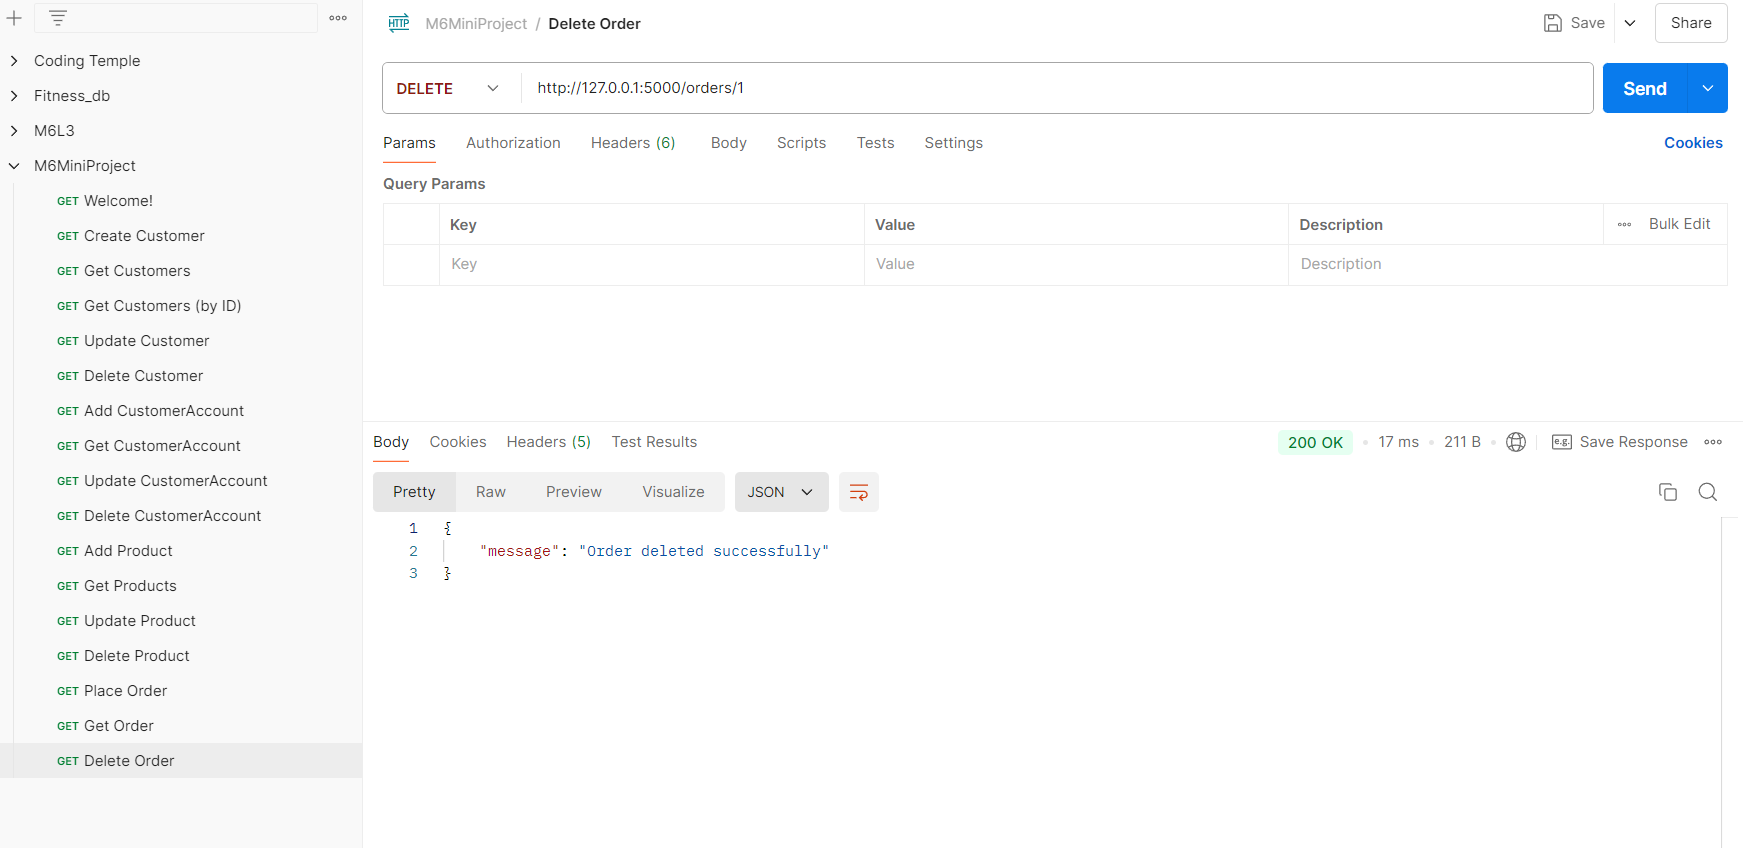 Coding Temple
Fitness_db
M6L3
M6MiniProject
GET Welcome!
GET Create Customer
GET Get Customers
GET Get Customers (by ID)
GET Update Customer
GET Delete Customer
GET Add CustomerAccount
GET Get CustomerAccount
GET Update CustomerAccount
GET Delete CustomerAccount
GET Add Product
GET Get Products
GET Update Product
GET Delete Product
GET Place Order
GET Get Order
GET Delete Order
HTTP M6MiniProject / Delete Order Save Share
DELETE http://127.0.0.1:5000/orders/1 Send
Params Authorization Headers (6) Body Scripts Tests Settings Cookies
Query Params
Key Value Description Bulk Edit
Key Value Description
Body Cookies Headers (5) Test Results 200 OK 17 ms 211 B e.g. Save Response
Pretty Raw Preview Visualize JSON
1 {
2 "message": "Order deleted successfully"
3 }